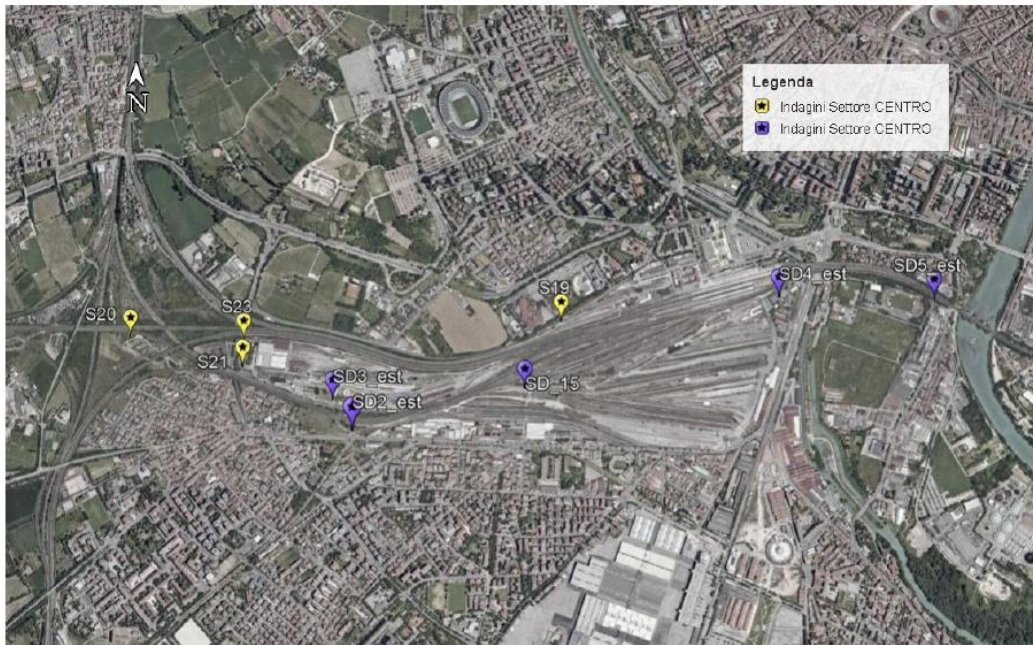 N
Legenda
Indagini Settore CENTRO
Indagini Settore CENTRO
SD4_est
SD5_est
S19
S20
S23
S21
SD3_est
SD_15
SD2_est